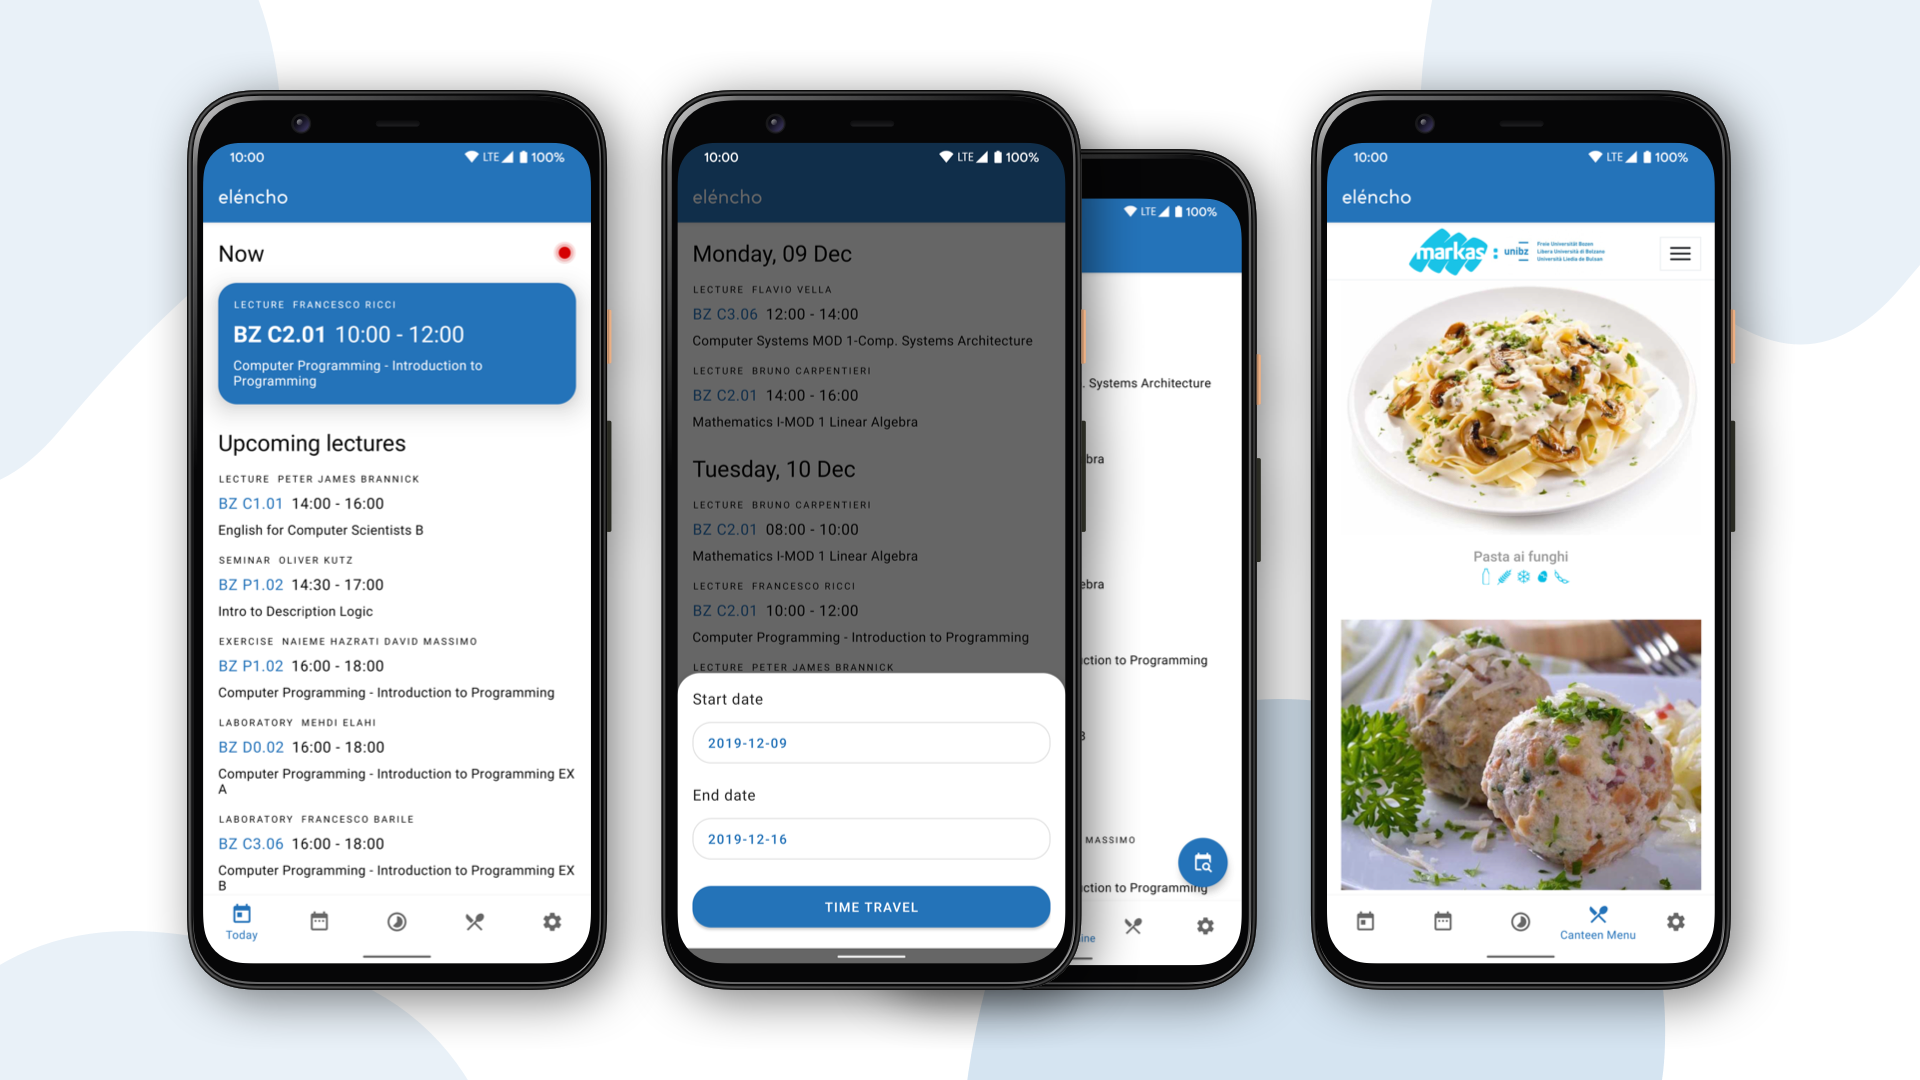 10:00 LTE 100%
eléncho
Now
LECTURE FRANCESCO RICCI
BZ C2.01 10:00 - 12:00
Computer Programming - Introduction to
Programming
Upcoming lectures
LECTURE PETER JAMES BRANNICK
BZ C1.01 14:00 - 16:00
English for Computer Scientists B
SEMINAR OLIVER KUTZ
BZ P1.02 14:30 - 17:00
Intro to Description Logic
EXERCISE NAIEME HAZRATI DAVID MASSIMO
BZ P1.02 16:00 - 18:00
Computer Programming - Introduction to Programming
LABORATORY MEHDI ELAHI
BZ D0.02 16:00 - 18:00
Computer Programming - Introduction to Programming EX
A
LABORATORY FRANCESCO BARILE
BZ C3.06 16:00 - 18:00
Computer Programming - Introduction to Programming EX
B
Today
10:00 LTE 100%
eléncho
Monday, 09 Dec
LECTURE FLAVIO VELLA
BZ C3.06 12:00 - 14:00
Computer Systems MOD 1-Comp. Systems Architecture
LECTURE BRUNO CARPENTIERI
BZ C2.01 14:00 - 16:00
Mathematics I-MOD 1 Linear Algebra
Tuesday, 10 Dec
LECTURE BRUNO CARPENTIERI
BZ C2.01 08:00 - 10:00
Mathematics I-MOD 1 Linear Algebra
LECTURE FRANCESCO RICCI
BZ C2.01 10:00 - 12:00
Computer Programming - Introduction to Programming
LECTURE PETER JAMES BRANNICK
Start date
2019-12-09
End date
2019-12-16
TIME TRAVEL
LTE 100%
. Systems Architecture
bra
ebra
ction to Programming
B
MASSIMO
ction to Programming
ine
10:00 LTE 100%
eléncho
markas : unibz
Freie Universität Bozen
Libera Università di Bolzano
Università Liedia de Bulsan
Pasta ai funghi
Canteen Menu